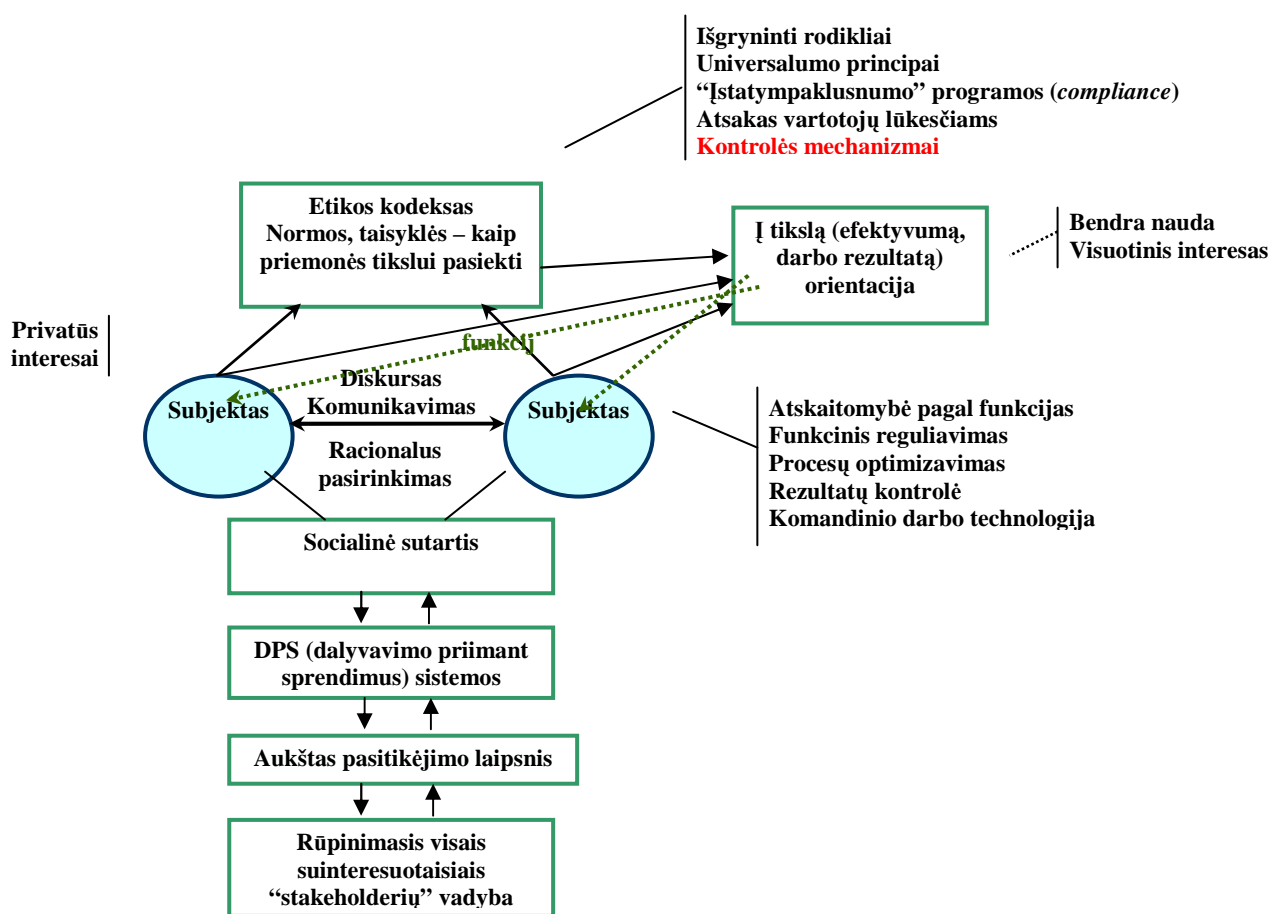 Išgryninti rodikliai
Universalumo principai
“Įstatympaklusnumo” programos (compliance)
Atsakas vartotojų lūkesčiams
Kontrolės mechanizmai
Etikos kodeksas
Normos, taisyklės – kaip
priemonės tikslui pasiekti
Į tikslą (efektyvumą,
darbo rezultatą)
orientacija
Bendra nauda
Visuotinis interesas
Privatūs
interesai
funkcij
Subjektas
Diskursas
Komunikavimas
Racionalus
pasirinkimas
Subjektas
Atskaitomybė pagal funkcijas
Funkcinis reguliavimas
Procesų optimizavimas
Rezultatų kontrolė
Komandinio darbo technologija
Socialinė sutartis
DPS (dalyvavimo priimant
sprendimus) sistemos
Aukštas pasitikėjimo laipsnis
Rūpinimasis visais
suinteresuotaisiais
“stakeholderių” vadyba